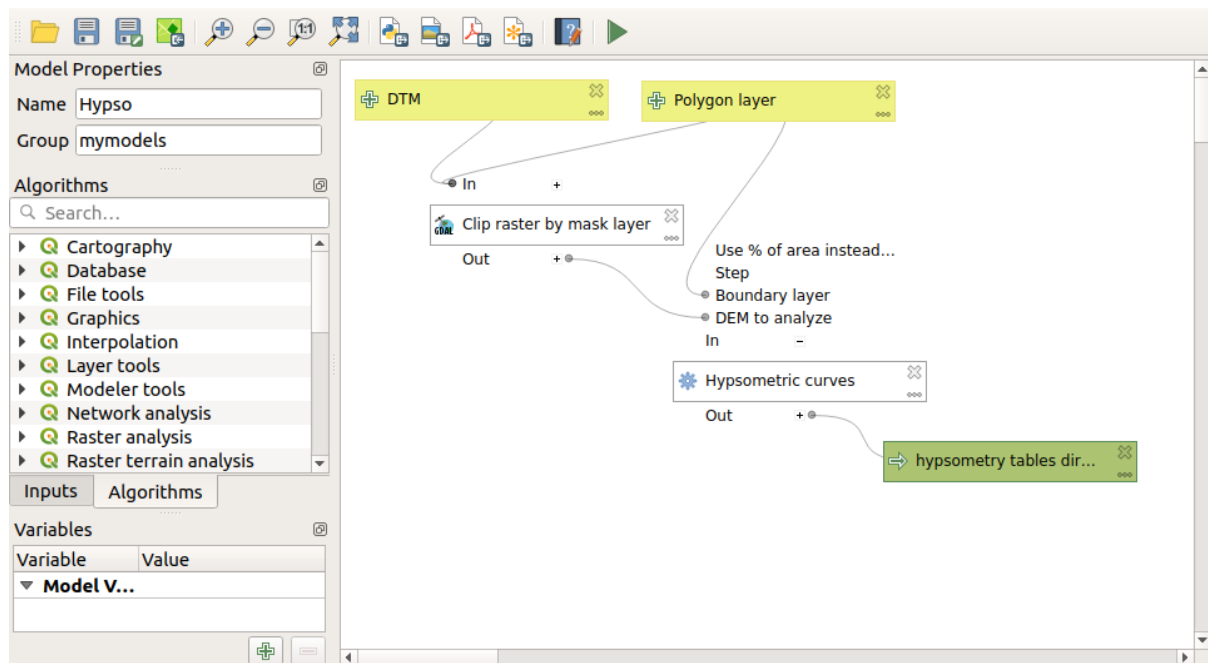 1:1
Model Properties
Name Hypso
Group mymodels
Algorithms
Search...
Cartography
Database
File tools
Graphics
Interpolation
Layer tools
Modeler tools
Network analysis
Raster analysis
Raster terrain analysis
Inputs Algorithms
Variables
Variable Value
Model V...
DTM
Polygon layer
In +
GDAL Clip raster by mask layer
Out +
Use % of area instead...
Step
Boundary layer
DEM to analyze
In -
Hypsometric curves
Out +
hypsometry tables dir...